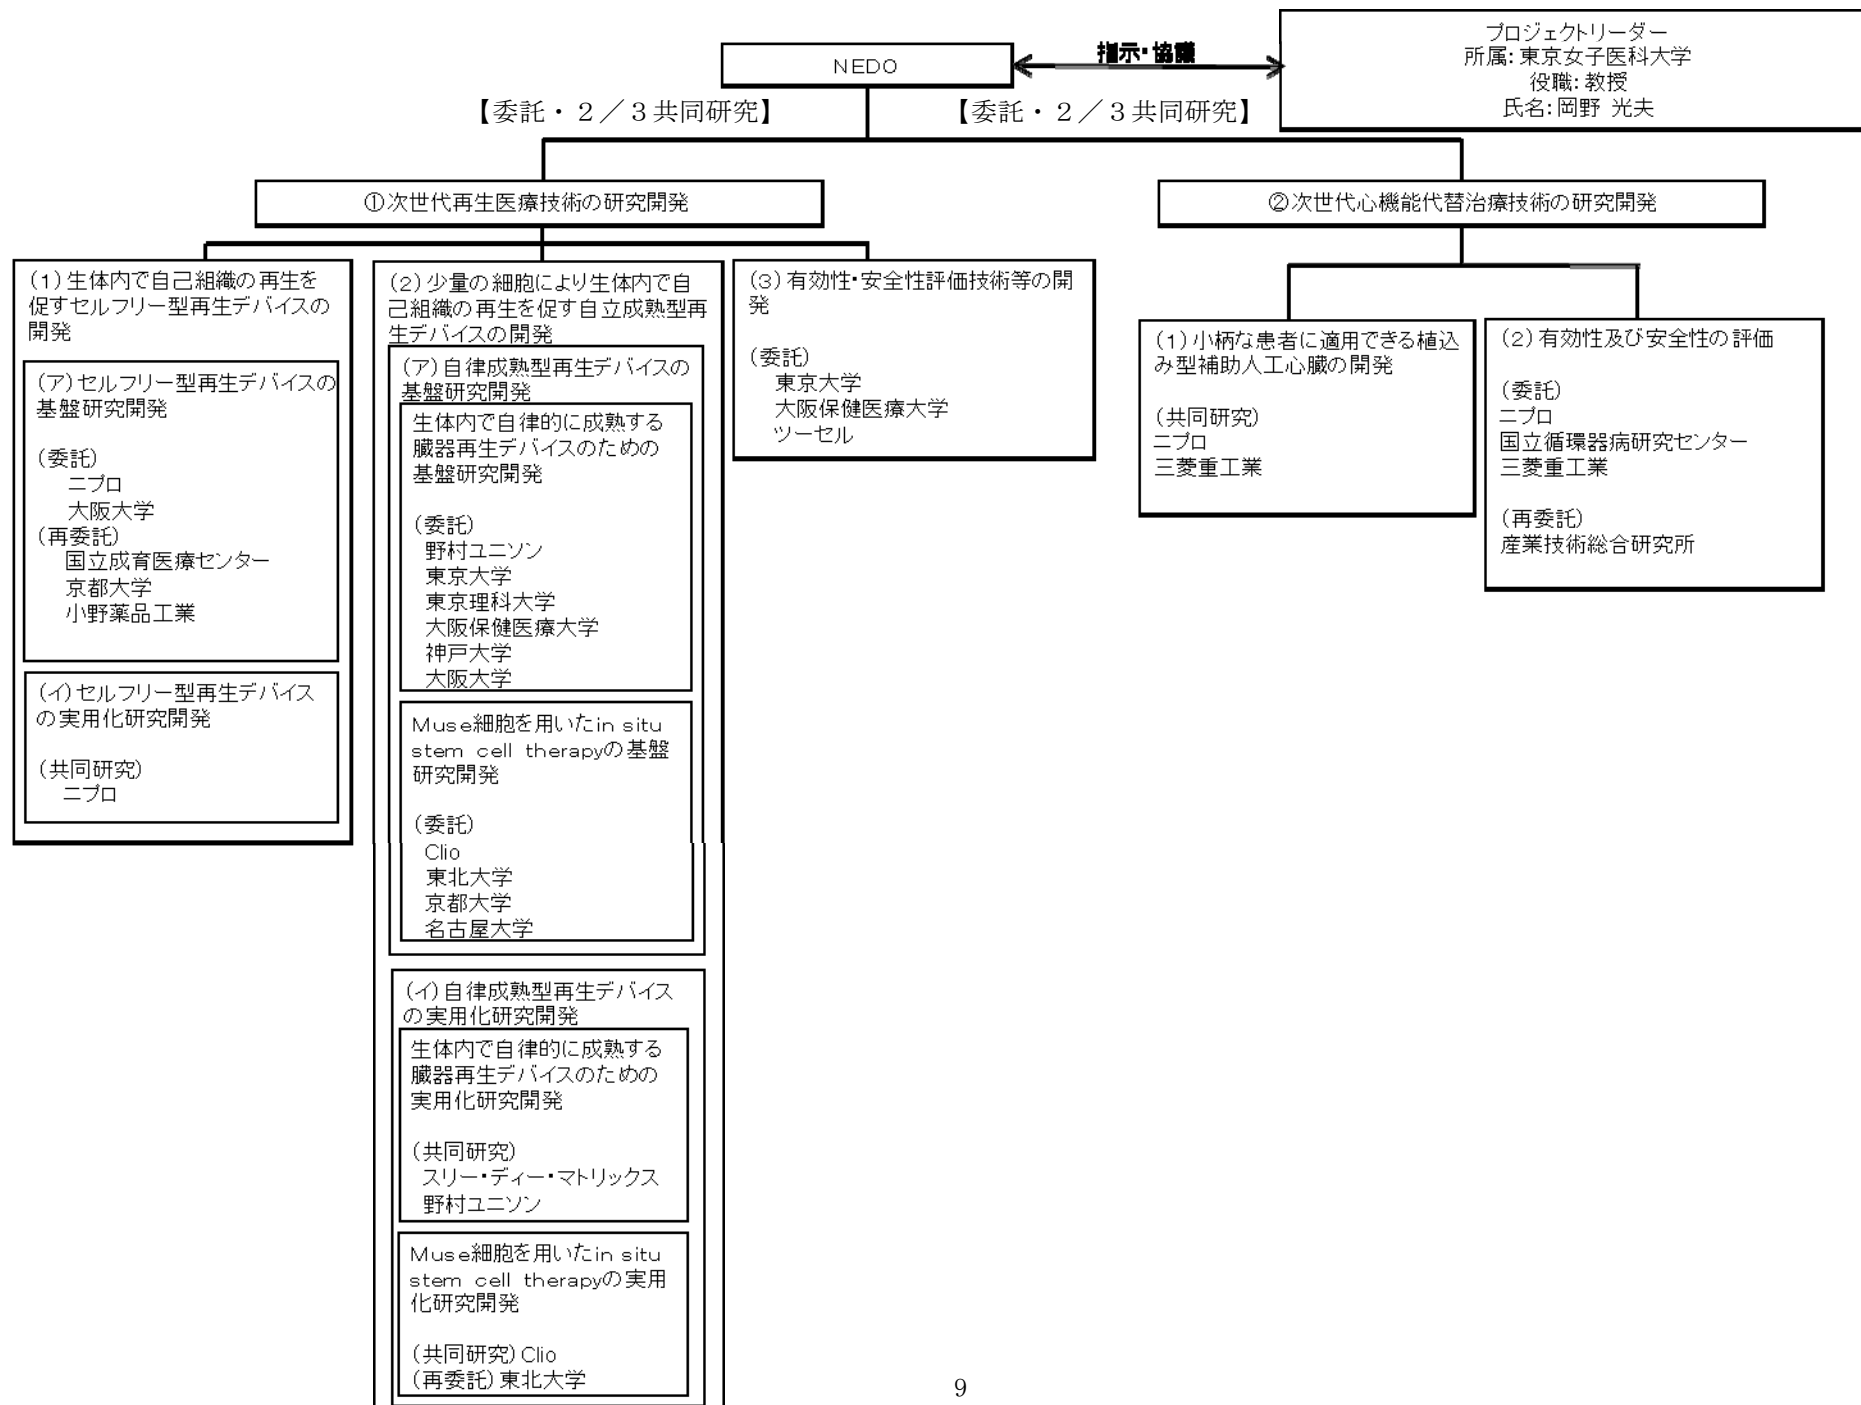 NEDO
指示・協議
プロジェクトリーダー
所属：東京女子医科大学
役職：教授
氏名：岡野 光夫
【委託・２／３共同研究】
【委託・２／３共同研究】
①次世代再生医療技術の研究開発
(1)生体内で自己組織の再生を
促すセルフリー型再生デバイスの
開発
(ア)セルフリー型再生デバイスの
基盤研究開発
(委託)
ニプロ
大阪大学
(再委託)
国立成育医療センター
京都大学
小野薬品工業
(イ)セルフリー型再生デバイス
の実用化研究開発
(共同研究)
ニプロ
(2)少量の細胞により生体内で自
己組織の再生を促す自立成熟型再
生デバイスの開発
(ア)自律成熟型再生デバイスの
基盤研究開発
生体内で自律的に成熟する
臓器再生デバイスのための
基盤研究開発
(委託)
野村ユニソン
東京大学
東京理科大学
大阪保健医療大学
神戸大学
大阪大学
Muse細胞を用いたin situ
stem cell therapyの基盤
研究開発
(委託)
Clio
東北大学
京都大学
名古屋大学
(イ)自律成熟型再生デバイス
の実用化研究開発
生体内で自律的に成熟する
臓器再生デバイスのための
実用化研究開発
(共同研究)
スリー・ディー・マトリックス
野村ユニソン
Muse細胞を用いたin situ
stem cell therapyの実用
化研究開発
(共同研究) Clio
(再委託) 東北大学
(3)有効性・安全性評価技術等の開
発
(委託)
東京大学
大阪保健医療大学
ツーセル
②次世代心機能代替治療技術の研究開発
(1)小柄な患者に適用できる植込
み型補助人工心臓の開発
(共同研究)
ニプロ
三菱重工業
(2)有効性及び安全性の評価
(委託)
ニプロ
国立循環器病研究センター
三菱重工業
(再委託)
産業技術総合研究所
9